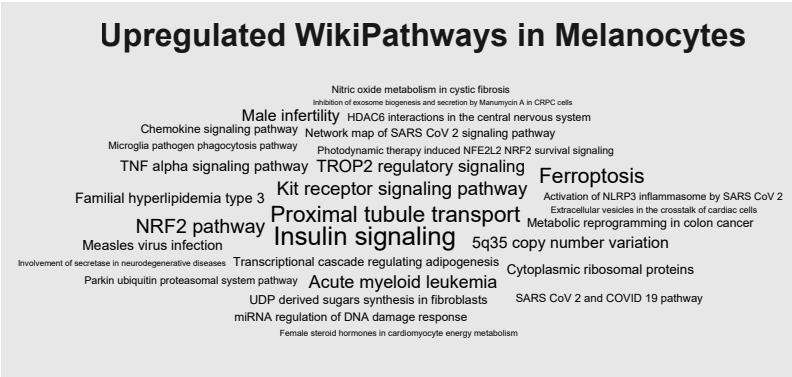 Upregulated WikiPathways in Melanocytes
Nitric oxide metabolism in cystic fibrosis
Inhibition of exosome biogenesis and secretion by Manumycin A in CRPC cells
Male infertility
HDAC6 interactions in the central nervous system
Chemokine signaling pathway
Network map of SARS CoV 2 signaling pathway
Microglia pathogen phagocytosis pathway
Photodynamic therapy induced NFE2L2 NRF2 survival signaling
TNF alpha signaling pathway
TROP2 regulatory signaling
Ferroptosis
Kit receptor signaling pathway
Familial hyperlipidemia type 3
Activation of NLRP3 inflammasome by SARS CoV 2
Extracellular vesicles in the crosstalk of cardiac cells
Proximal tubule transport
NRF2 pathway
Metabolic reprogramming in colon cancer
Insulin signaling
Measles virus infection
5q35 copy number variation
Involvement of secretase in neurodegenerative diseases
Transcriptional cascade regulating adipogenesis
Cytoplasmic ribosomal proteins
Parkin ubiquitin proteasomal system pathway
Acute myeloid leukemia
UDP derived sugars synthesis in fibroblasts
SARS CoV 2 and COVID 19 pathway
miRNA regulation of DNA damage response
Female steroid hormones in cardiomyocyte energy metabolism